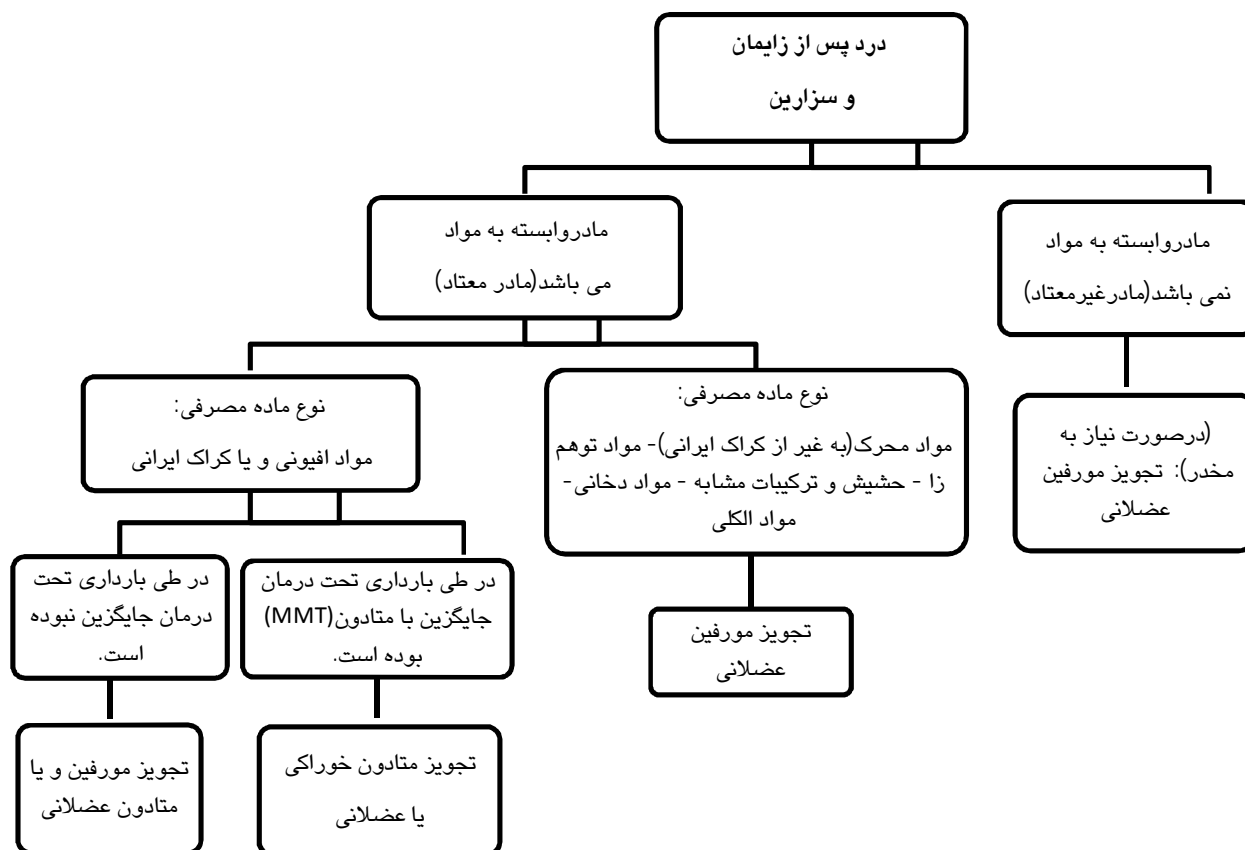 درد پس از زایمان
و سزارین
مادروابسته به مواد
نمی باشد(مادرغیرمعتاد)
مادروابسته به مواد
می باشد(مادر معتاد)
(درصورت نیاز به
مخدر): تجویز مورفین
عضلانی
نوع ماده مصرفی:
مواد محرک(به غیر از کراک ایرانی)- مواد توهم
زا - حشیش و ترکیبات مشابه - مواد دخانی-
مواد الکلی
نوع ماده مصرفی:
مواد افیونی و یا کراک ایرانی
تجویز مورفین
عضلانی
در طی بارداری تحت درمان
جایگزین با متادون(MMT)
بوده است.
در طی بارداری تحت
درمان جایگزین نبوده
است.
تجویز متادون خوراکی
یا عضلانی
تجویز مورفین و یا
متادون عضلانی